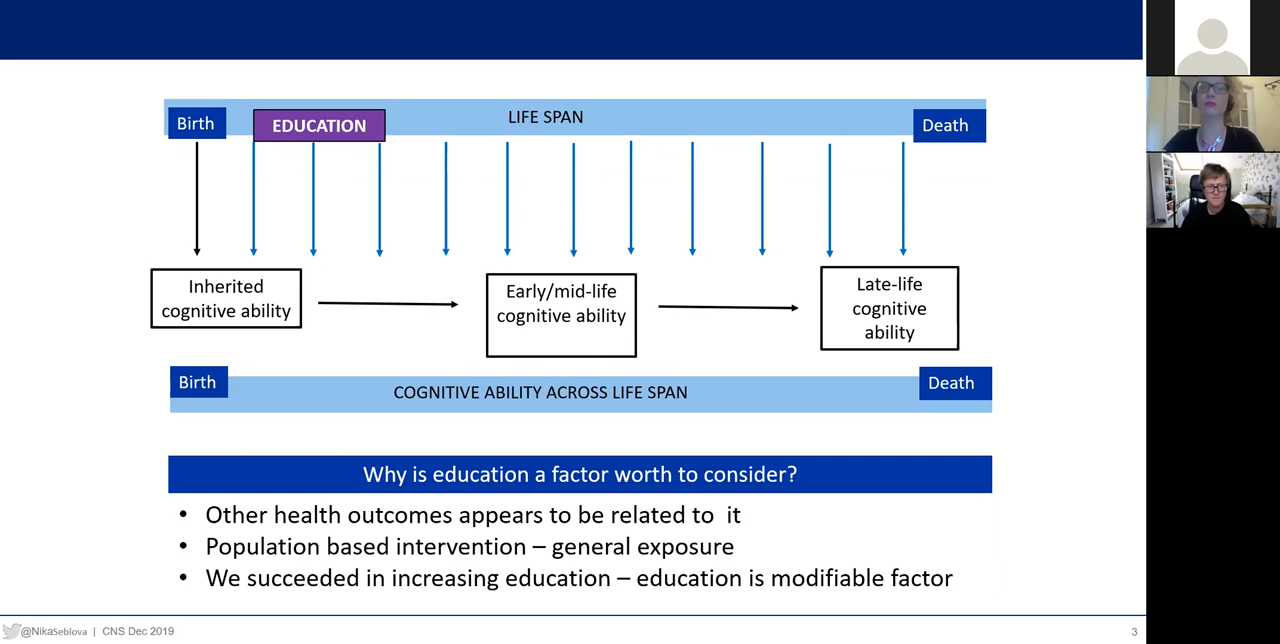 LIFE SPAN
Birth
EDUCATION
Death
Inherited
cognitive ability
Early/mid-life
cognitive ability
Late-life
cognitive
ability
Birth
COGNITIVE ABILITY ACROSS LIFE SPAN
Death
Why is education a factor worth to consider?
• Other health outcomes appears to be related to it
• Population based intervention – general exposure
• We succeeded in increasing education – education is modifiable factor
@NikaSeblova | CNS Dec 2019
3